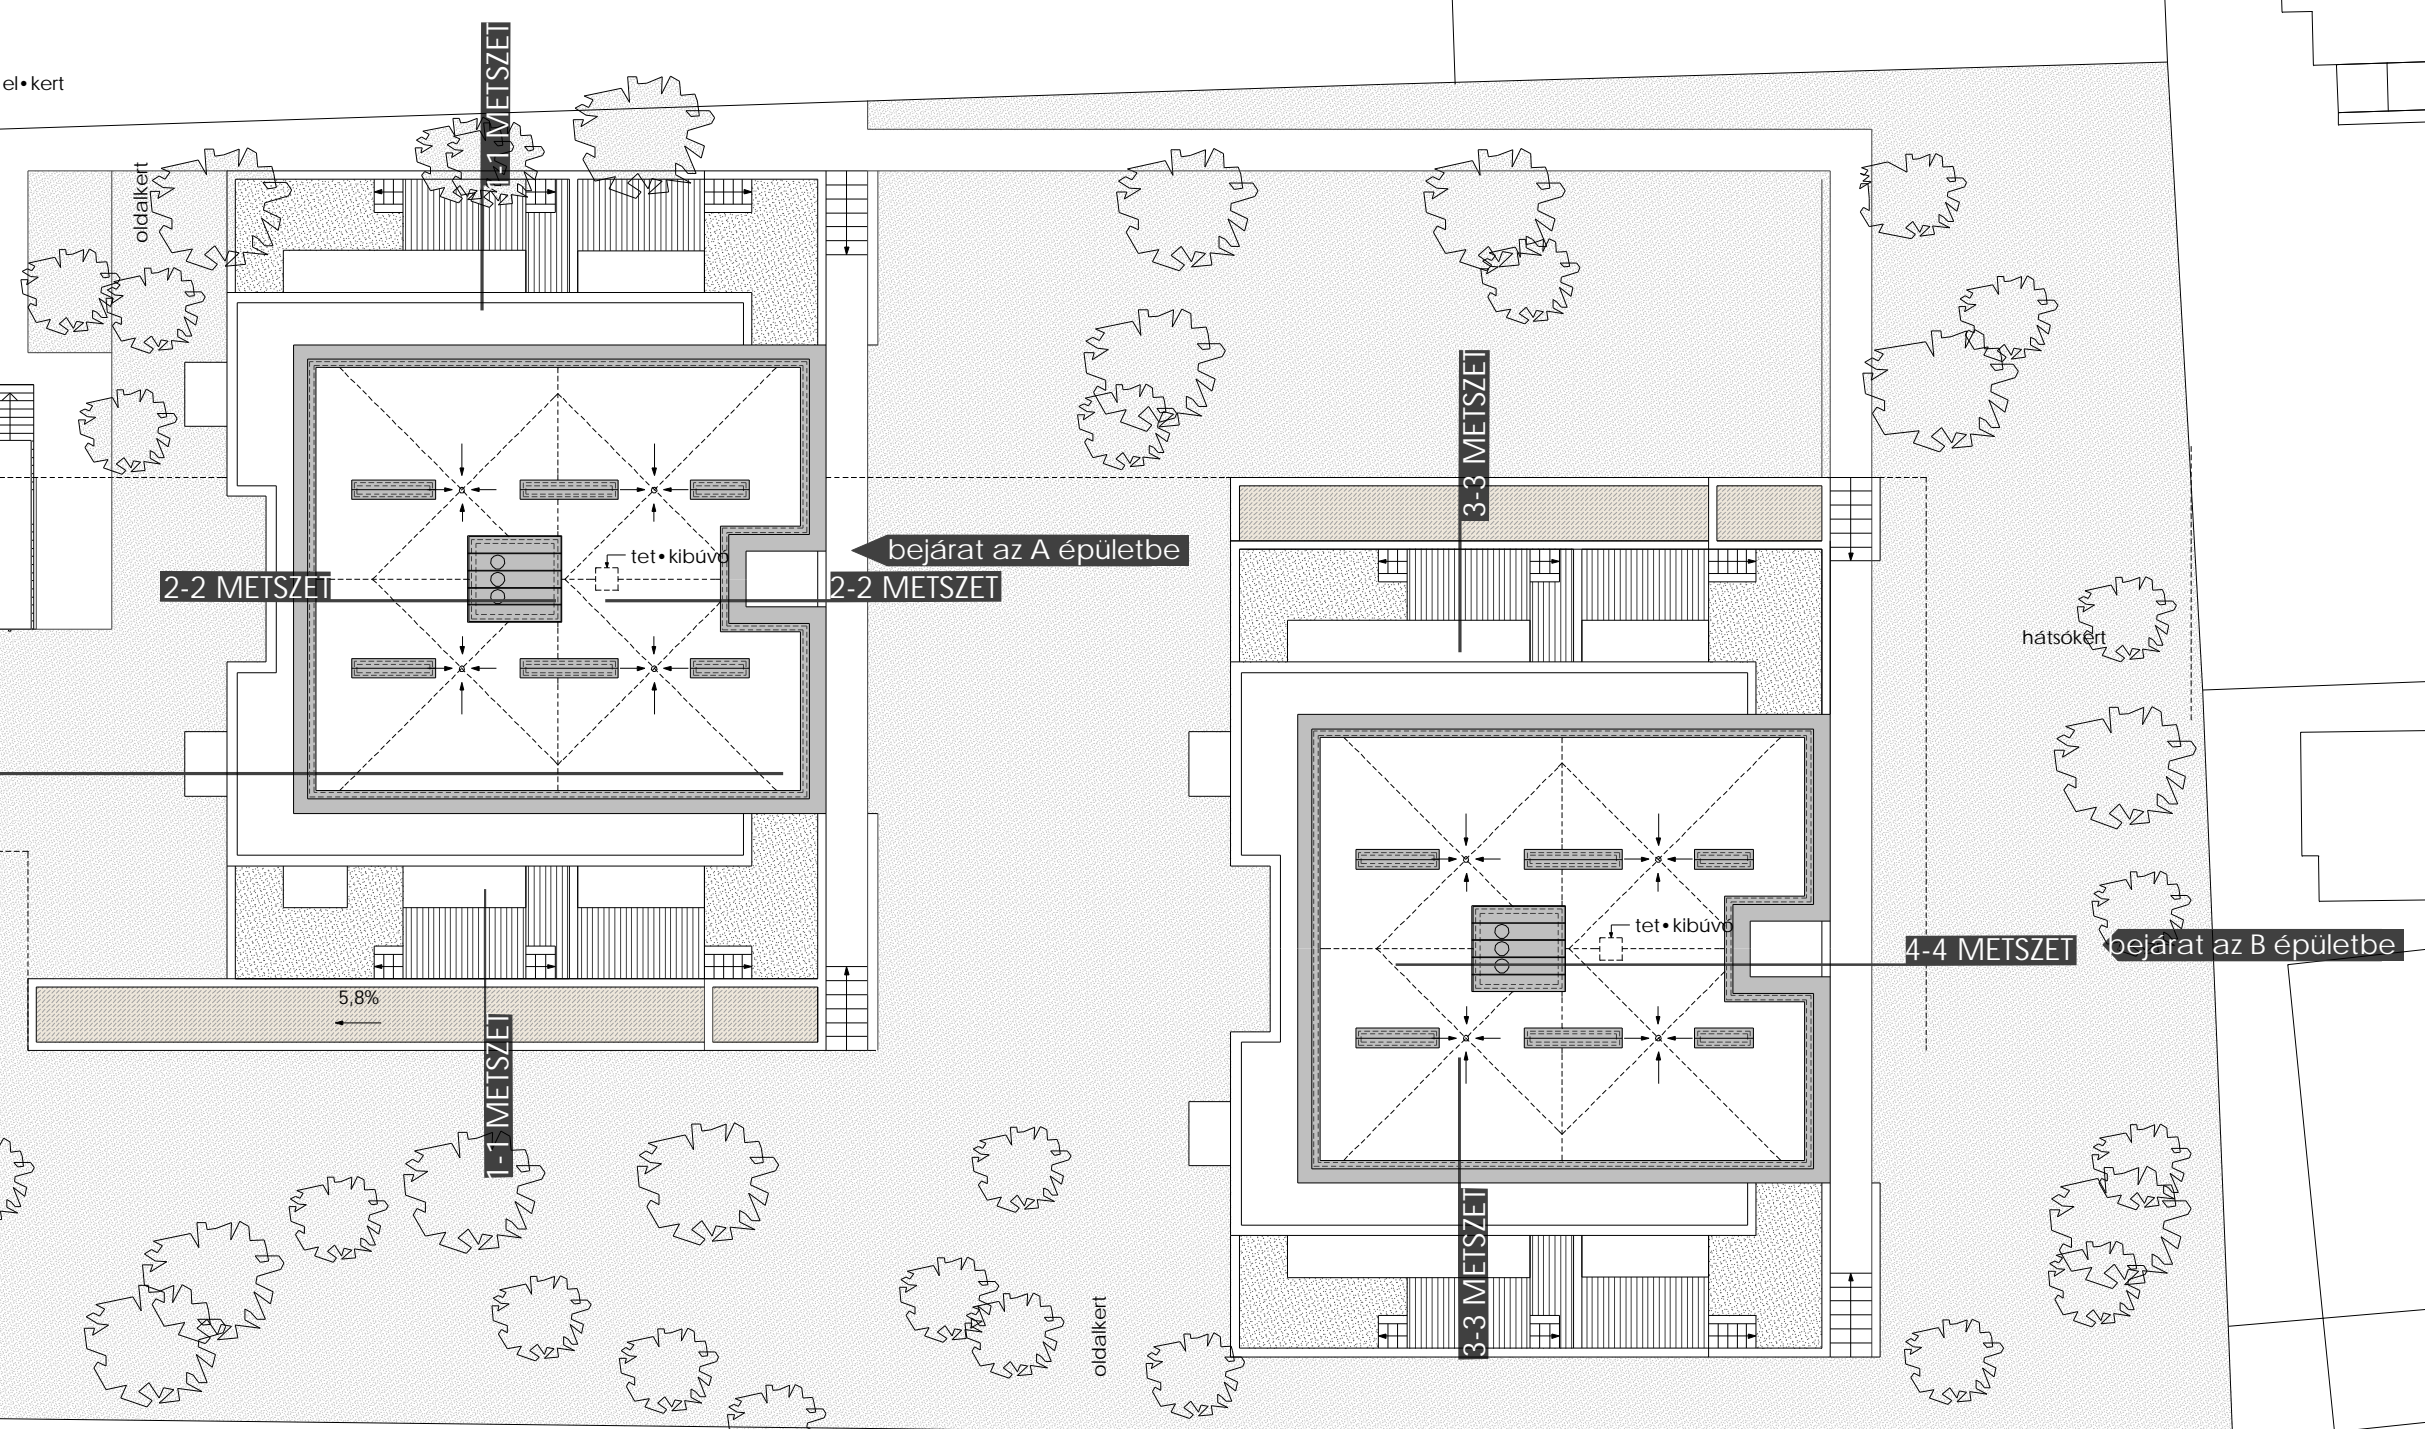 el•kert
1-1 METSZET
oldalkert
3-3 METSZET
bejárat az A épületbe
tet•kibúvó
2-2 METSZET
2-2 METSZET
hátsókert
tet•kibúvó
4-4 METSZET
bejárat az B épületbe
5,8%
1-1 METSZET
3-3 METSZET
oldalkert